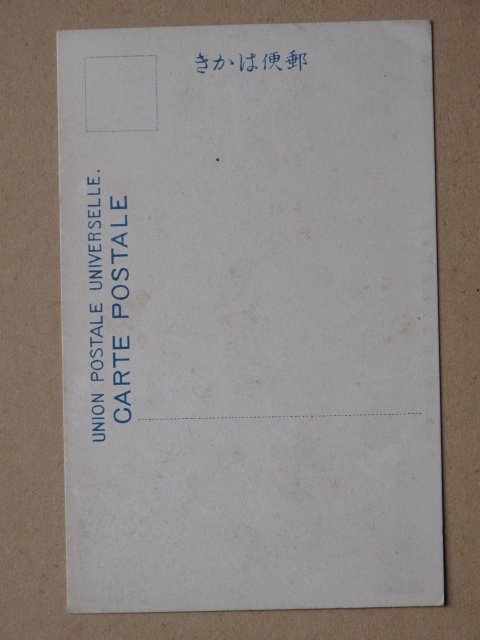 きかは便郵
UNION POSTALE UNIVERSELLE.
CARTE POSTALE